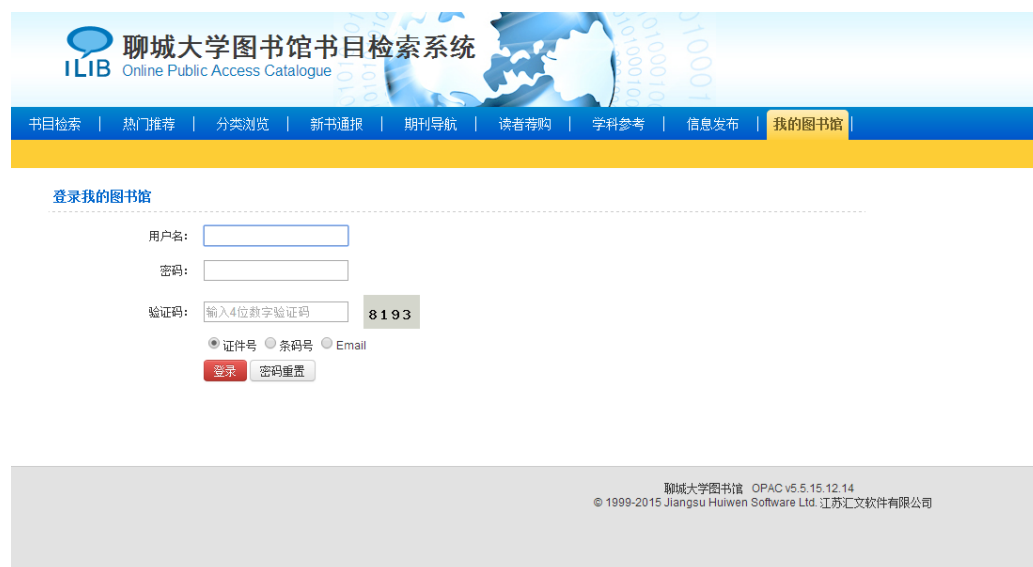 聊城大学图书馆书目检索系统
ILIB Online Public Access Catalogue
书目检索 | 热门推荐 | 分类浏览 | 新书通报 | 期刊导航 | 读者荐购 | 学科参考 | 信息发布 | 我的图书馆 |
登录我的图书馆
用户名：
密码：
验证码： 输入4位数字验证码 8193
证件号 条码号 Email
登录 密码重置
聊城大学图书馆 OPAC v5.5.15.12.14
© 1999-2015 Jiangsu Huiwen Software Ltd. 江苏汇文软件有限公司